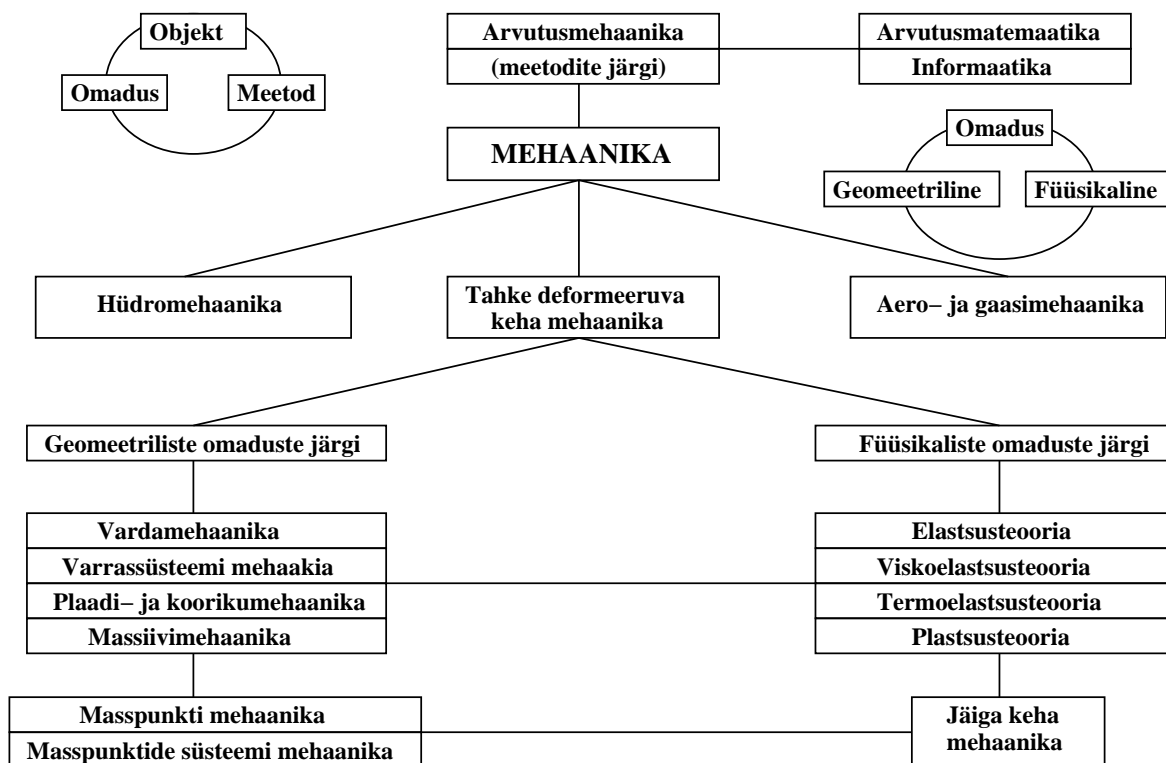 Objekt
Omadus
Meetod
Arvutusmehaanika
(meetodite järgi)
Arvutusmatemaatika
Informaatika
MEHAANIKA
Omadus
Geomeetriline
Füüsikaline
Hüdromehaanika
Tahke deformeeruva
keha mehaanika
Aero− ja gaasimehaanika
Geomeetriliste omaduste järgi
Füüsikaliste omaduste järgi
Vardamehaanika
Varrassüsteemi mehaakia
Plaadi− ja koorikumehaanika
Massiivimehaanika
Elastsusteooria
Viskoelastsusteooria
Termoelastsusteooria
Plastsusteooria
Masspunkti mehaanika
Masspunktide süsteemi mehaanika
Jäiga keha
mehaanika